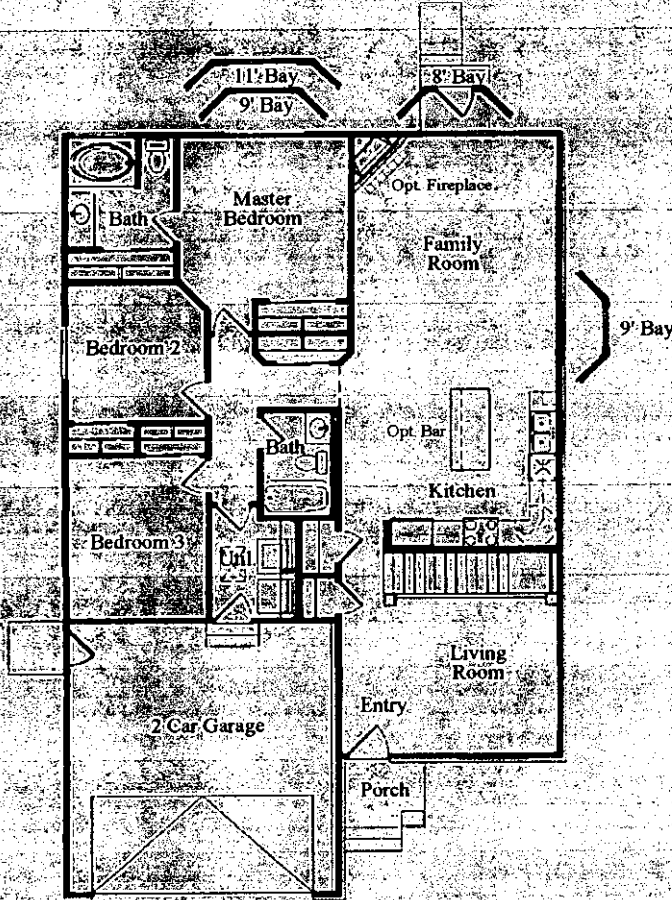 11' Bay
9' Bay
8' Bay
Opt. Fireplace
Master
Bedroom
Bath
Family
Room
9' Bay
Bedroom 2
Opt. Bar
Bath
Kitchen
Bedroom 3
Util.
Living
Room
Entry
2 Car Garage
Porch